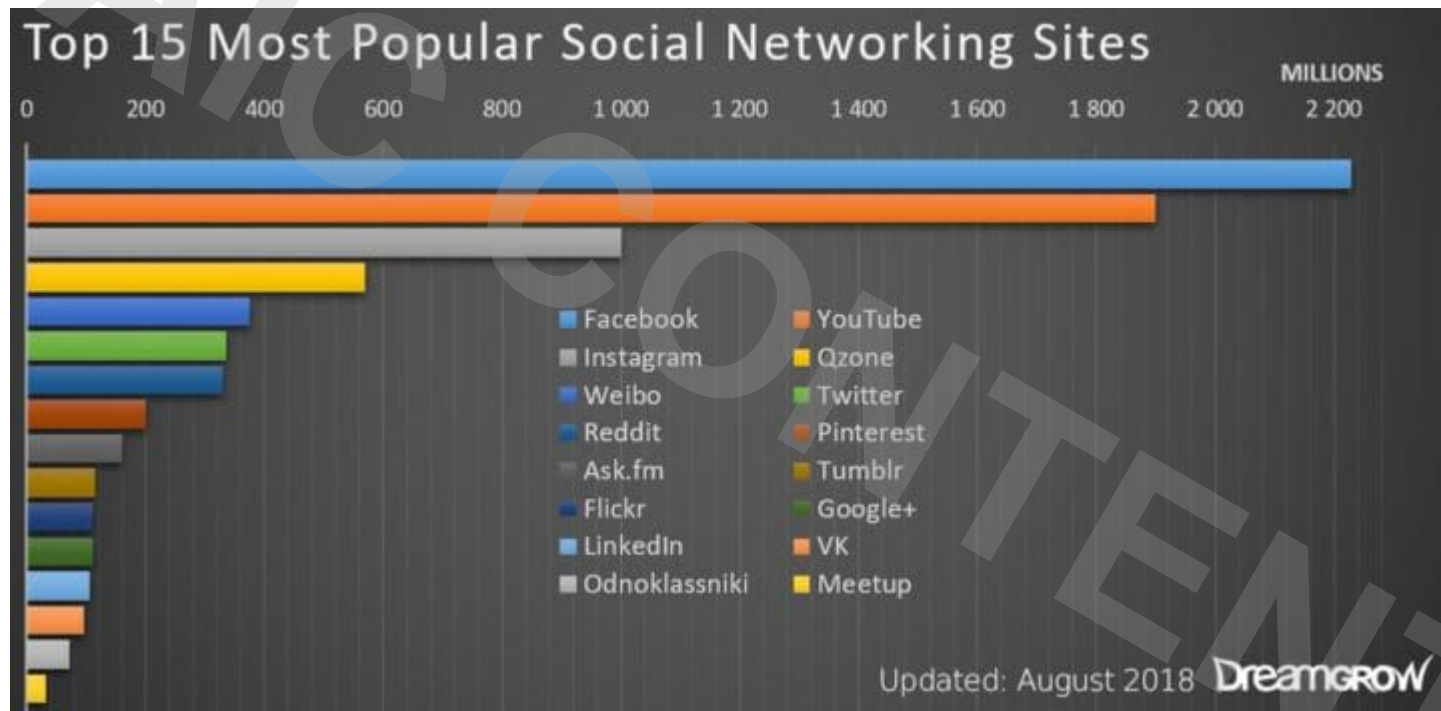 Top 15 Most Popular Social Networking Sites
MILLIONS
0 200 400 600 800 1 000 1 200 1 400 1 600 1 800 2 000 2 200
Facebook YouTube
Instagram Qzone
Weibo Twitter
Reddit Pinterest
Ask.fm Tumblr
Flickr Google+
LinkedIn VK
Odnoklassniki Meetup
Updated: August 2018 DreamGROW
AIC CONTENT